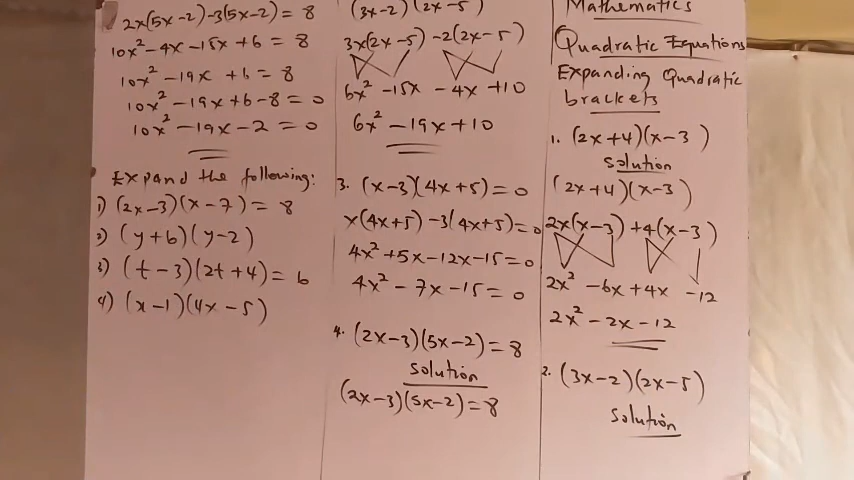 Mathematics
Quadratic Equations
Expanding Quadratic
brackets
1. (2x+4)(x-3)
Solution
(2x+4)(x-3)
2x(x-3)+4(x-3)
2x² -6x +4x -12
2x² -2x -12
2. (3x-2)(2x-5)
Solution
(3x-2)(2x-5)
3x(2x-5) -2(2x-5)
6x² -15x -4x +10
6x² -19x +10
3. (x-3)(4x+5) = 0
x(4x+5) -3(4x+5) = 0
4x² +5x -12x -15 = 0
4x² -7x -15 = 0
4. (2x-3)(5x-2) = 8
Solution
(2x-3)(5x-2) = 8
2x(5x-2)-3(5x-2) = 8
10x² -4x -15x +6 = 8
10x² -19x +6 = 8
10x² -19x +6 -8 = 0
10x² -19x -2 = 0
Expand the following:
1) (2x-3)(x-7) = 8
2) (y+6)(y-2)
3) (t-3)(2t+4) = 6
4) (x-1)(4x-5)